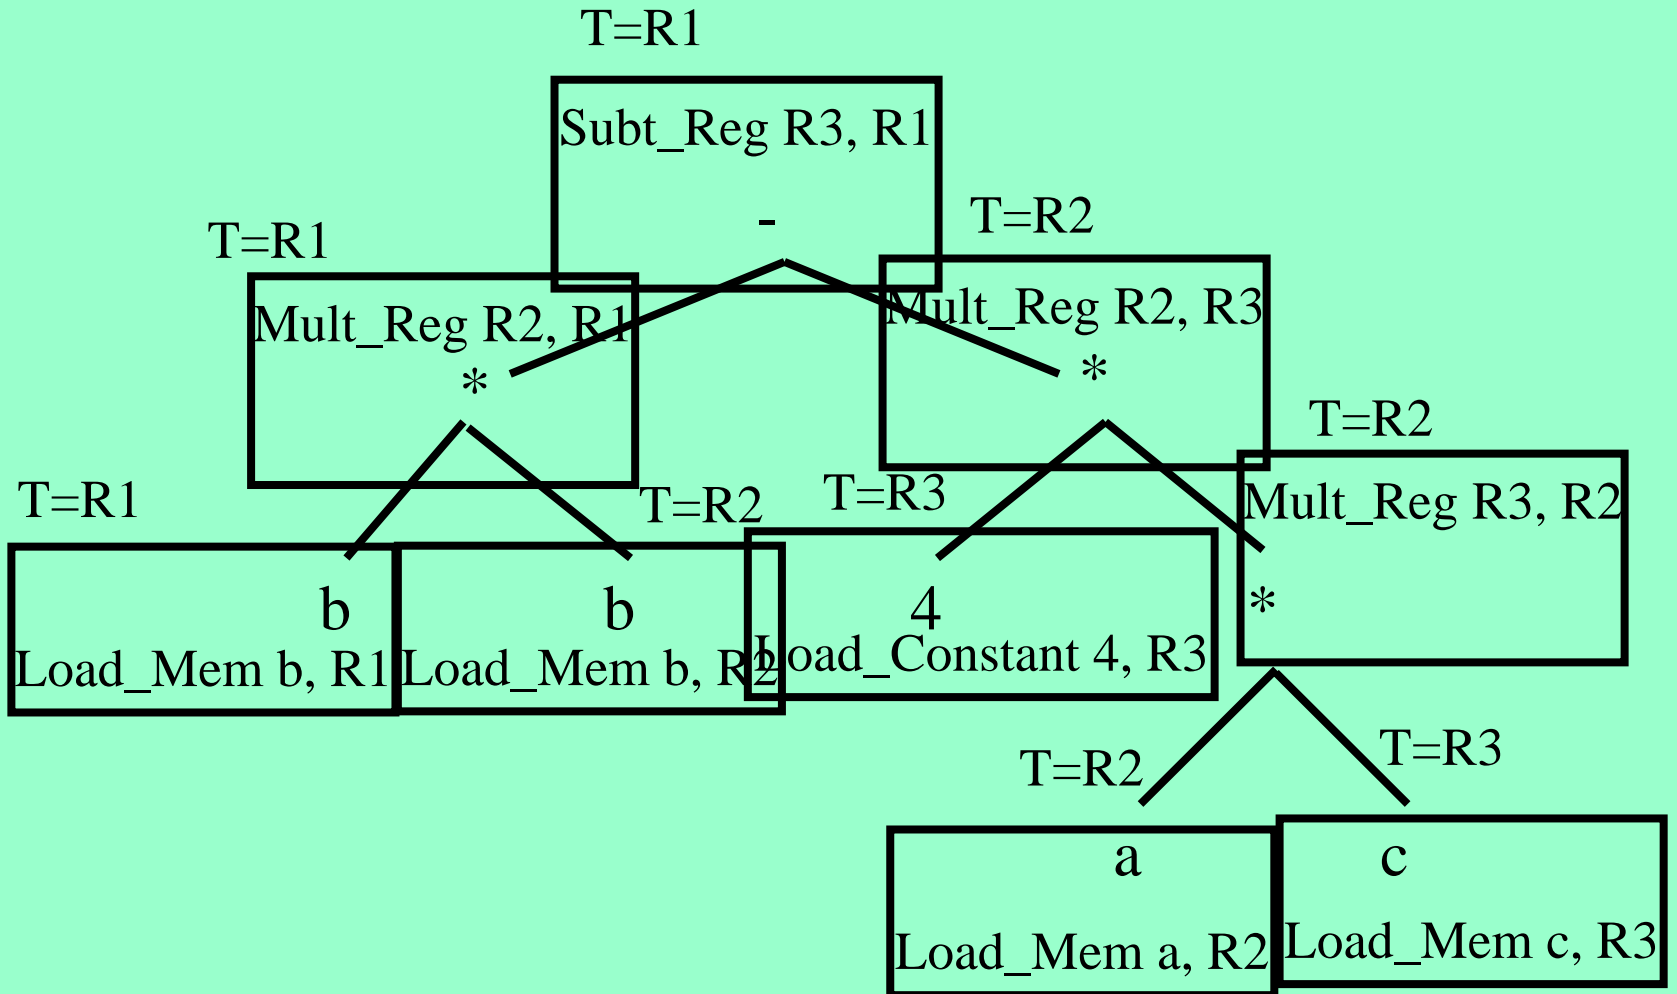 T=R1
Subt_Reg R3, R1
-
T=R1
T=R2
Mult_Reg R2, R1
*
Mult_Reg R2, R3
*
T=R2
Mult_Reg R3, R2
*
T=R1
T=R2
T=R3
b
Load_Mem b, R1
b
Load_Mem b, R2
4
Load_Constant 4, R3
T=R2
T=R3
a
Load_Mem a, R2
c
Load_Mem c, R3